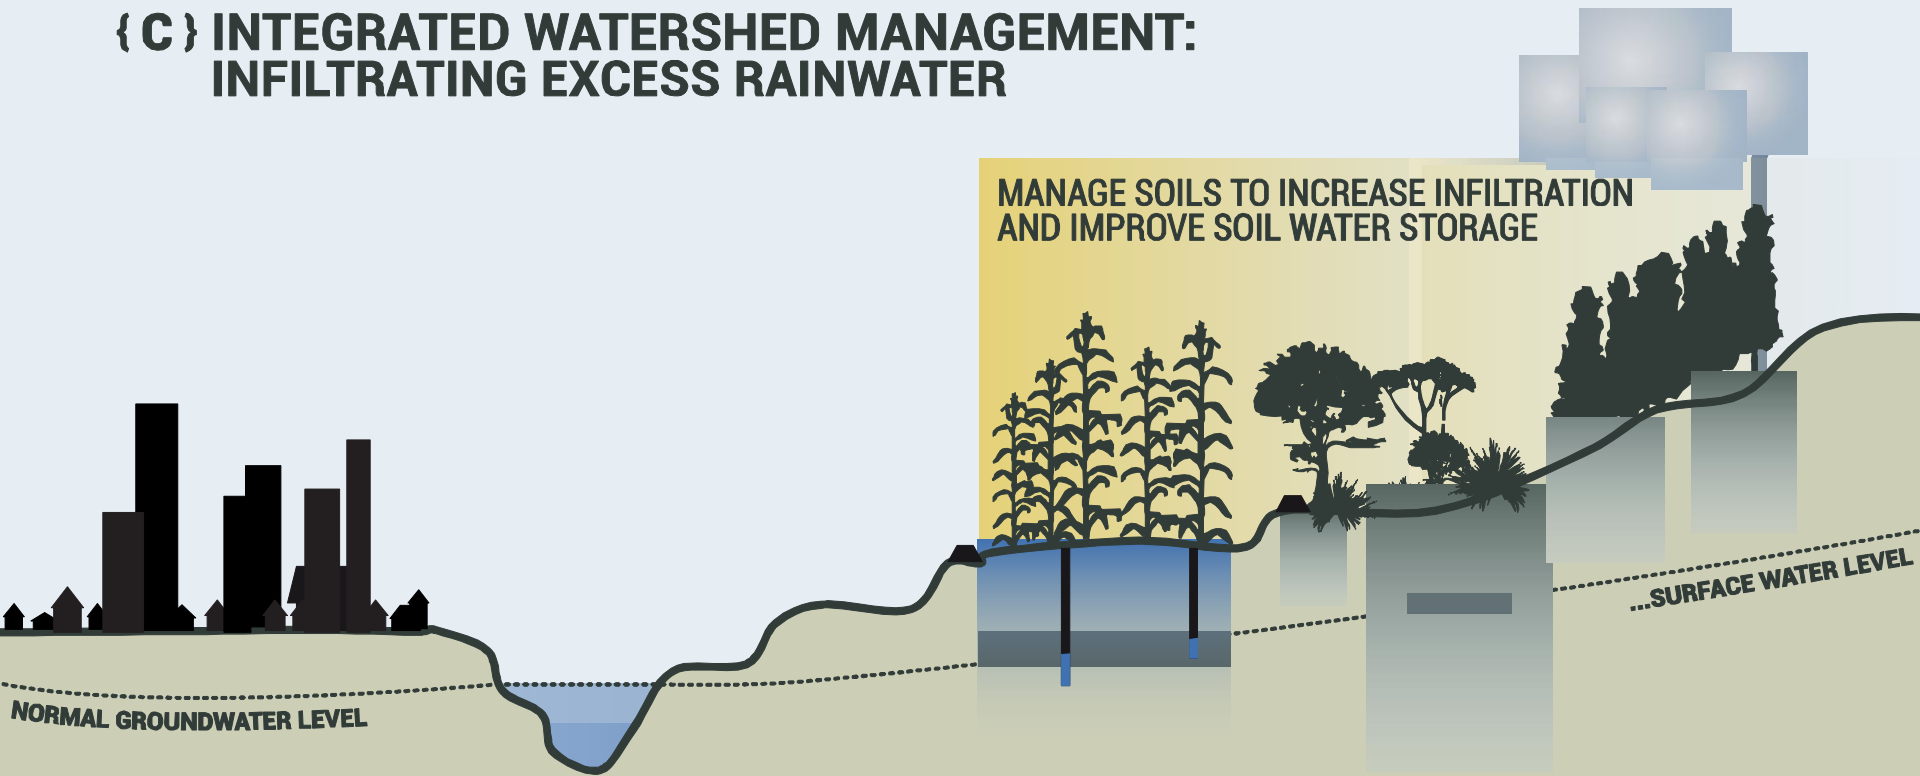 { C } INTEGRATED WATERSHED MANAGEMENT:
INFILTRATING EXCESS RAINWATER
MANAGE SOILS TO INCREASE INFILTRATION
AND IMPROVE SOIL WATER STORAGE
...SURFACE WATER LEVEL
NORMAL GROUNDWATER LEVEL